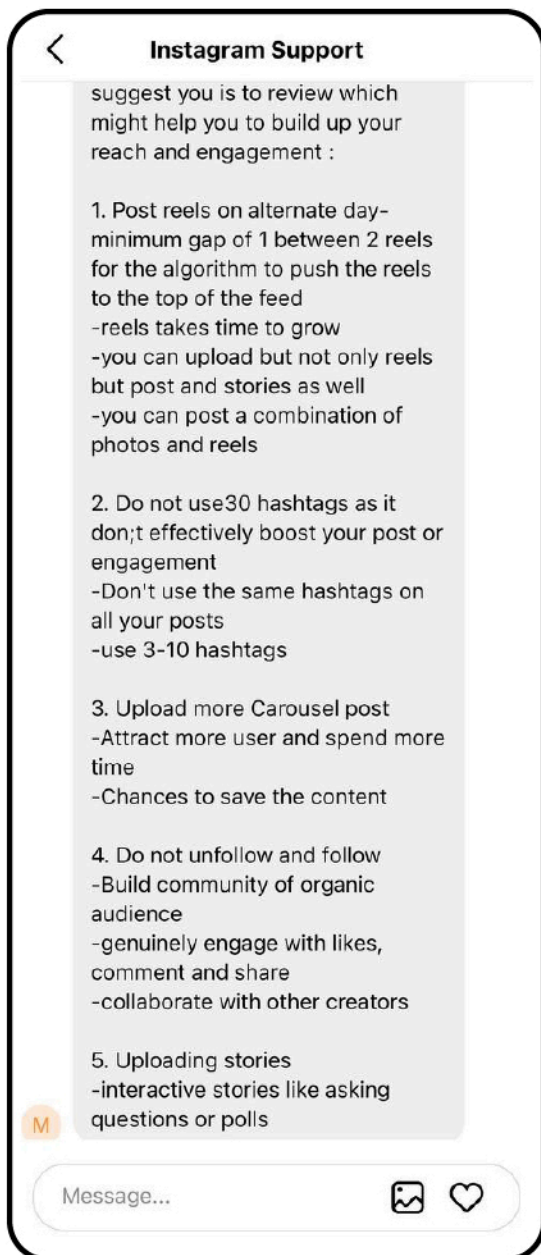 Instagram Support
suggest you is to review which
might help you to build up your
reach and engagement :
1. Post reels on alternate day-
minimum gap of 1 between 2 reels
for the algorithm to push the reels
to the top of the feed
-reels takes time to grow
-you can upload but not only reels
but post and stories as well
-you can post a combination of
photos and reels
2. Do not use30 hashtags as it
don;t effectively boost your post or
engagement
-Don't use the same hashtags on
all your posts
-use 3-10 hashtags
3. Upload more Carousel post
-Attract more user and spend more
time
-Chances to save the content
4. Do not unfollow and follow
-Build community of organic
audience
-genuinely engage with likes,
comment and share
-collaborate with other creators
5. Uploading stories
-interactive stories like asking
questions or polls
M
Message...